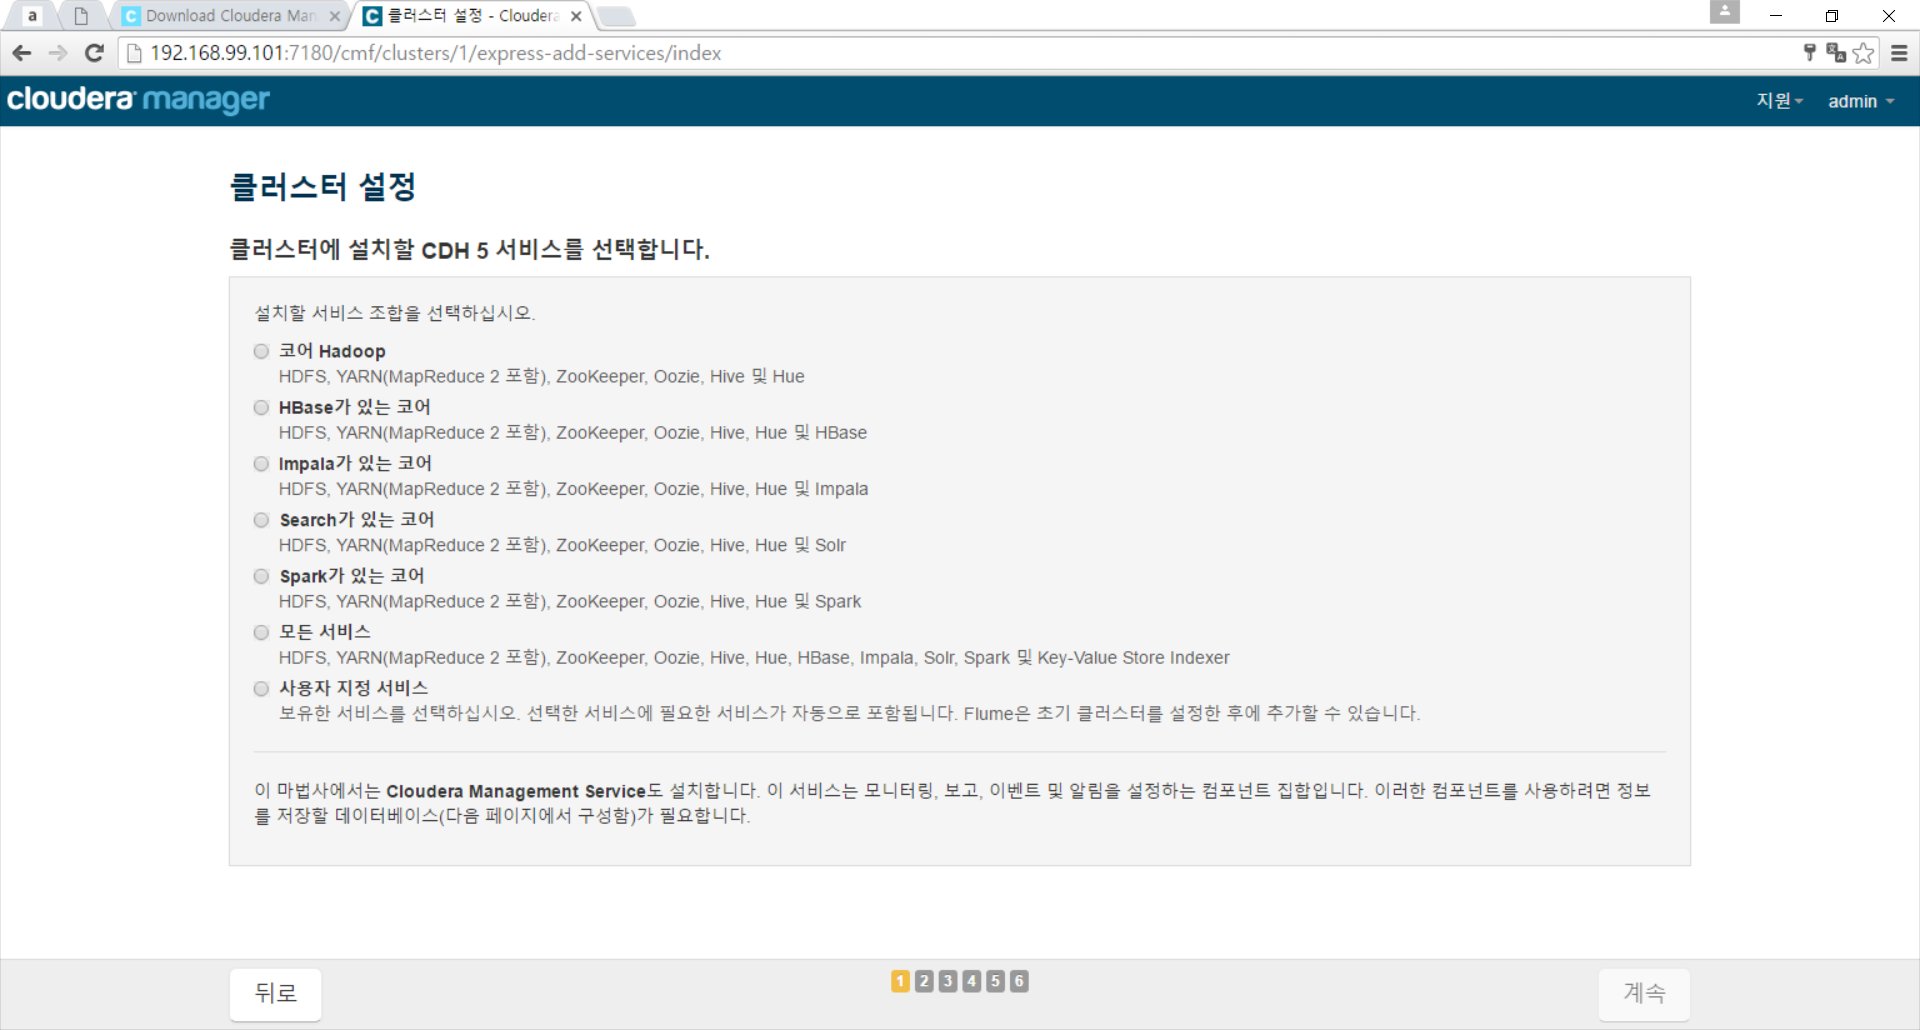 a
Download Cloudera Man
클러스터 설정 - Cloudera
192.168.99.101:7180/cmf/clusters/1/express-add-services/index
cloudera manager
지원
admin
클러스터 설정
클러스터에 설치할 CDH 5 서비스를 선택합니다.
설치할 서비스 조합을 선택하십시오.
코어 Hadoop
HDFS, YARN(MapReduce 2 포함), ZooKeeper, Oozie, Hive 및 Hue
HBase가 있는 코어
HDFS, YARN(MapReduce 2 포함), ZooKeeper, Oozie, Hive, Hue 및 HBase
Impala가 있는 코어
HDFS, YARN(MapReduce 2 포함), ZooKeeper, Oozie, Hive, Hue 및 Impala
Search가 있는 코어
HDFS, YARN(MapReduce 2 포함), ZooKeeper, Oozie, Hive, Hue 및 Solr
Spark가 있는 코어
HDFS, YARN(MapReduce 2 포함), ZooKeeper, Oozie, Hive, Hue 및 Spark
모든 서비스
HDFS, YARN(MapReduce 2 포함), ZooKeeper, Oozie, Hive, Hue, HBase, Impala, Solr, Spark 및 Key-Value Store Indexer
사용자 지정 서비스
보유한 서비스를 선택하십시오. 선택한 서비스에 필요한 서비스가 자동으로 포함됩니다. Flume은 초기 클러스터를 설정한 후에 추가할 수 있습니다.
이 마법사에서는 Cloudera Management Service도 설치합니다. 이 서비스는 모니터링, 보고, 이벤트 및 알림을 설정하는 컴포넌트 집합입니다. 이러한 컴포넌트를 사용하려면 정보
를 저장할 데이터베이스(다음 페이지에서 구성함)가 필요합니다.
뒤로
1 2 3 4 5 6
계속